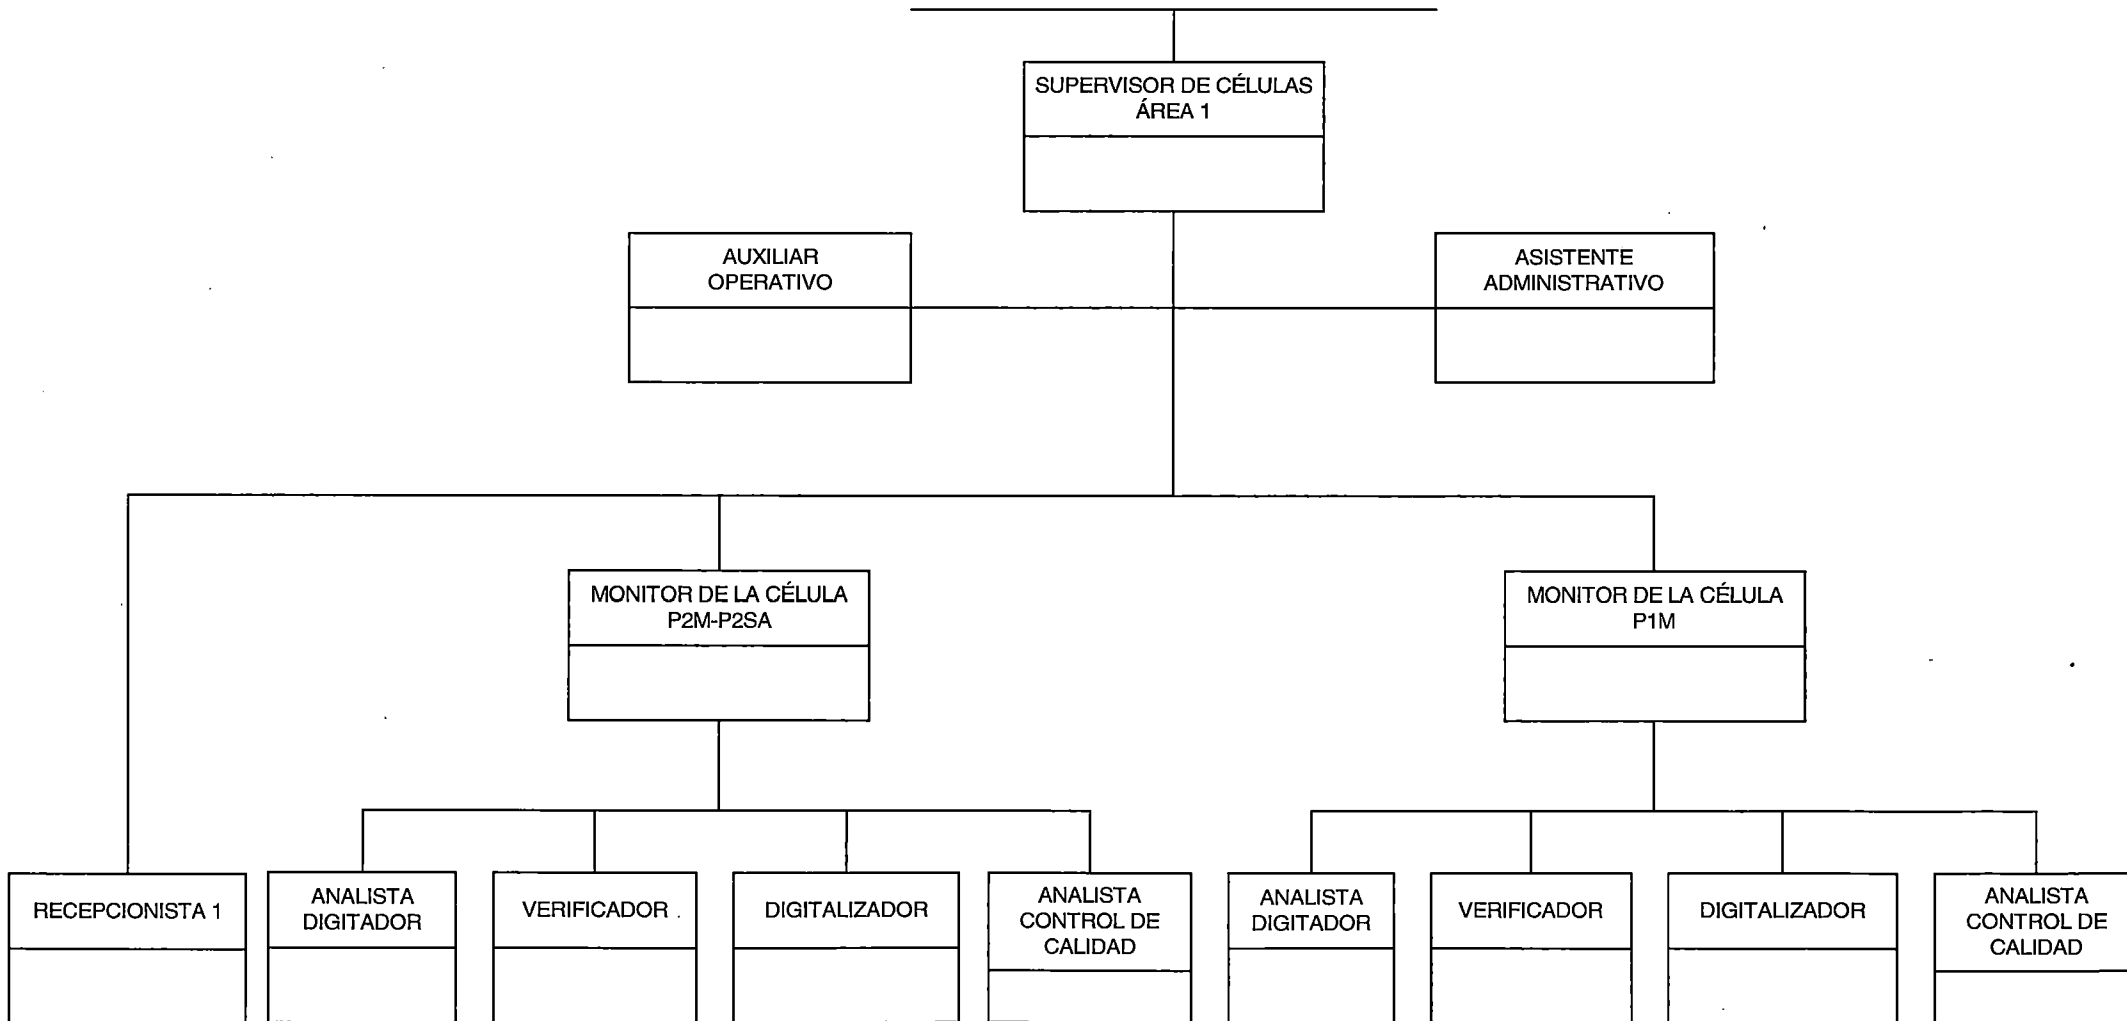 SUPERVISOR DE CÉLULAS
ÁREA 1
AUXILIAR
OPERATIVO
ASISTENTE
ADMINISTRATIVO
MONITOR DE LA CÉLULA
P2M-P2SA
MONITOR DE LA CÉLULA
P1M
RECEPCIONISTA 1
ANALISTA
DIGITADOR
VERIFICADOR
DIGITALIZADOR
ANALISTA
CONTROL DE
CALIDAD
ANALISTA
DIGITADOR
VERIFICADOR
DIGITALIZADOR
ANALISTA
CONTROL DE
CALIDAD